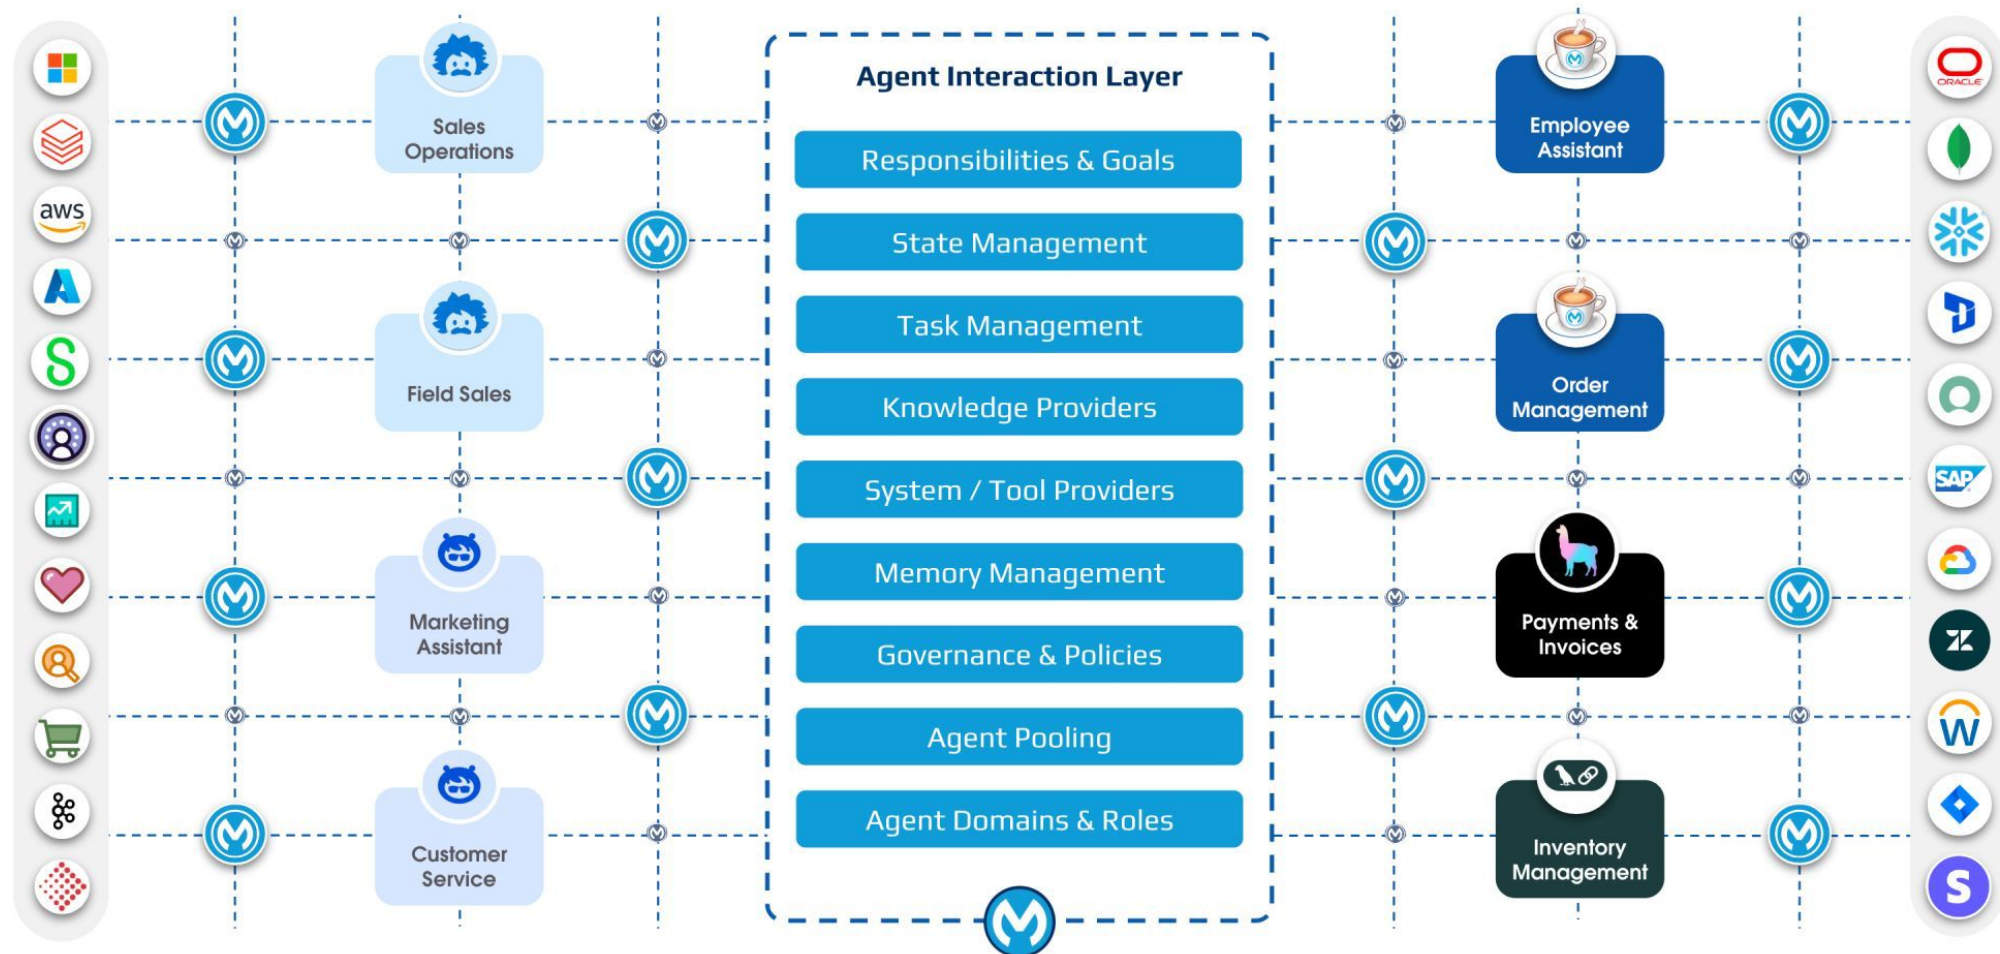 aws
Sales
Operations
Field Sales
Marketing
Assistant
Customer
Service
Agent Interaction Layer
Responsibilities & Goals
State Management
Task Management
Knowledge Providers
System / Tool Providers
Memory Management
Governance & Policies
Agent Pooling
Agent Domains & Roles
Employee
Assistant
Order
Management
Payments &
Invoices
Inventory
Management
ORACLE
SAP
W
S